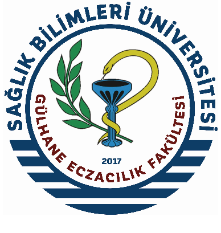 SAĞLIK BİLİMLERİ ÜNİVERSİTESİ
GÜLHANE ECZACILIK FAKÜLTESİ
2017